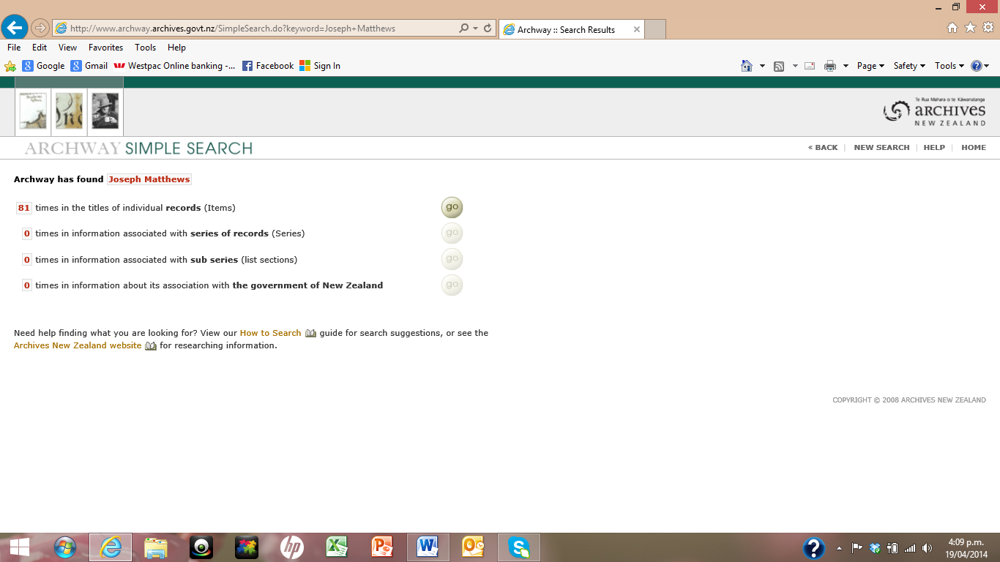 http://www.archway.archives.govt.nz/SimpleSearch.do?keyword=Joseph+Matthews
Archway :: Search Results
File Edit View Favorites Tools Help
Google Gmail Westpac Online banking -... Facebook Sign In
Page Safety Tools
Te Rua Mahara o te Kāwanatanga
ARCHIVES
NEW ZEALAND
ARCHWAY SIMPLE SEARCH
« BACK | NEW SEARCH | HELP | HOME
Archway has found Joseph Matthews
81 times in the titles of individual records (Items) go
0 times in information associated with series of records (Series) go
0 times in information associated with sub series (list sections) go
0 times in information about its association with the government of New Zealand go
Need help finding what you are looking for? View our How to Search guide for search suggestions, or see the
Archives New Zealand website for researching information.
COPYRIGHT © 2008 ARCHIVES NEW ZEALAND
4:09 p.m.
19/04/2014